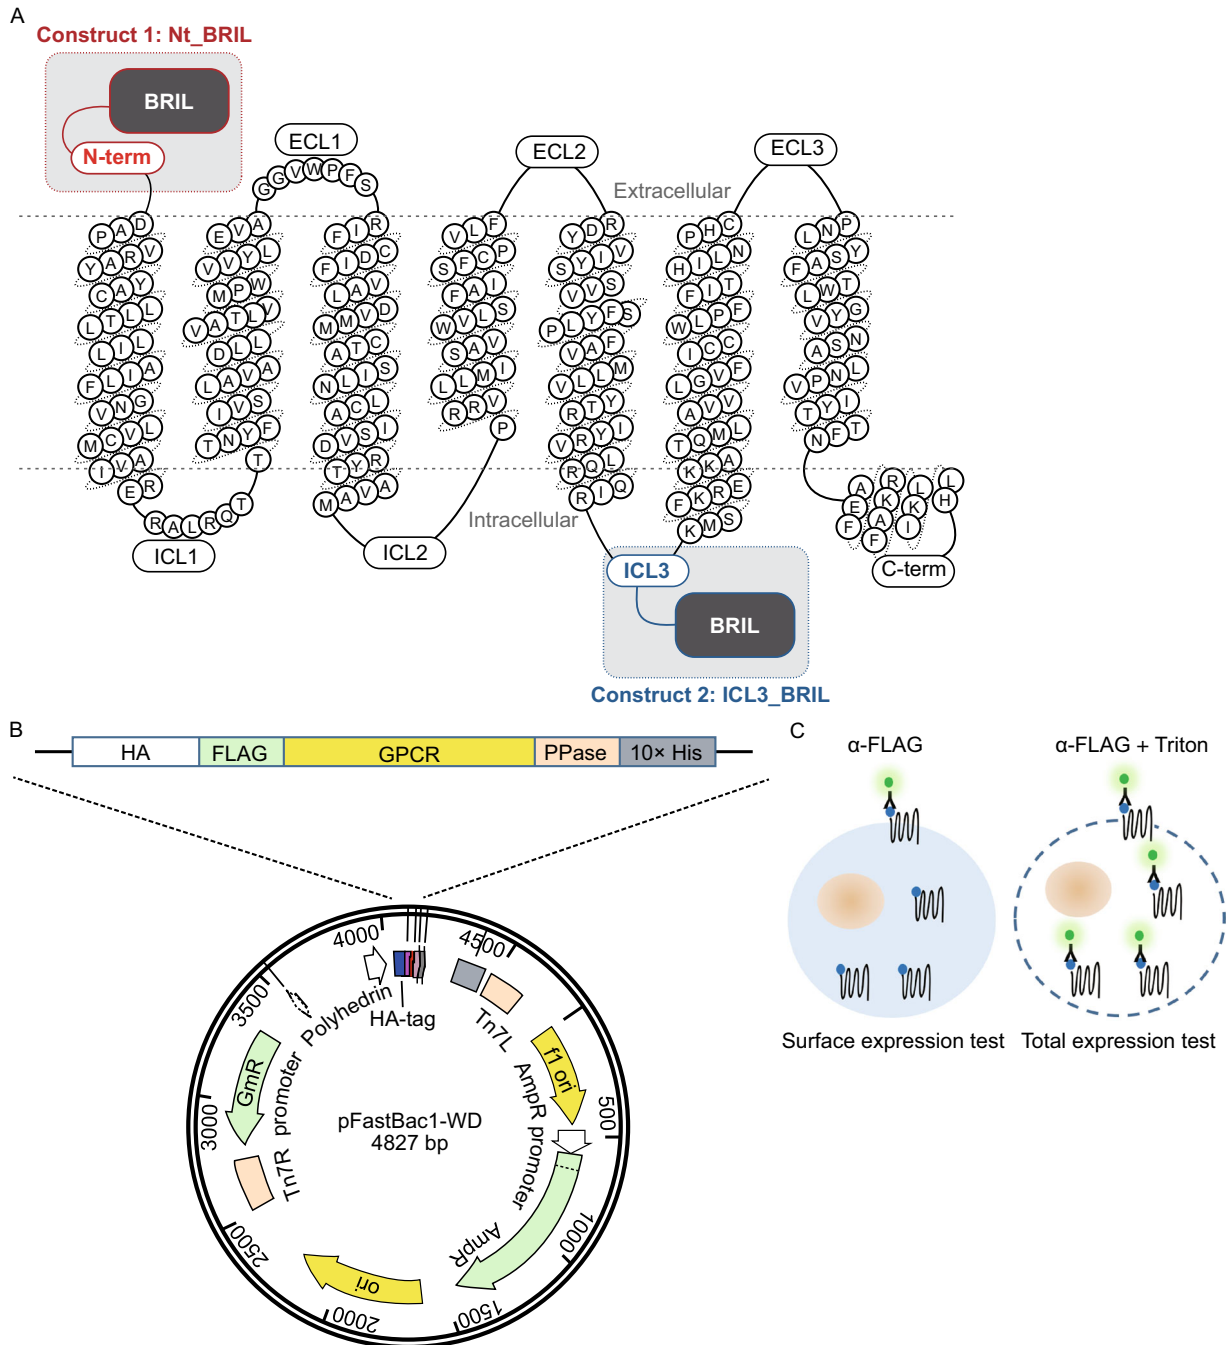 A
Construct 1: Nt_BRIL
BRIL
N-term
ECL1
ECL2
ECL3
G G V W P F S
Extracellular
P A D
Y A R V
C A Y
L T L L
L I L
F L I A
V N G
M C V L
I V A
E R
R A L R Q T T
E V A
V V Y L
M P W
V A T L V
D L L
L A V A
I V S
T N Y F
T
F I R
F I D C
L A V
M M V D
A T C
N L I S
A C L
D V S I
T Y R
M A V A
V L F
S F C P
F A I
W V L S
S A V
L L M I
R R V
P
Y D R
S Y I V
V V S
P L Y F S
V A F
V L L M
R T Y
V R Y I
R Q L
R I Q
P H C
H I L N
F I T
W L P F
I C C
L G V F
A V V
T Q M L
K K A
F K R E
K M S
L N P
F A S Y
L W T
V Y G
A S N
V P N L
T Y I
N F T
A R L L
E K K H
F A I
F
Intracellular
ICL1
ICL2
ICL3
C-term
BRIL
Construct 2: ICL3_BRIL
B
HA FLAG GPCR PPase 10× His
4000
4500
500
1000
1500
2000
2500
3000
3500
Polyhedrin promoter
HA-tag
Tn7L
f1 ori
AmpR promoter
AmpR
ori
Tn7R
GmR
pFastBac1-WD
4827 bp
C
α-FLAG
α-FLAG + Triton
Surface expression test
Total expression test